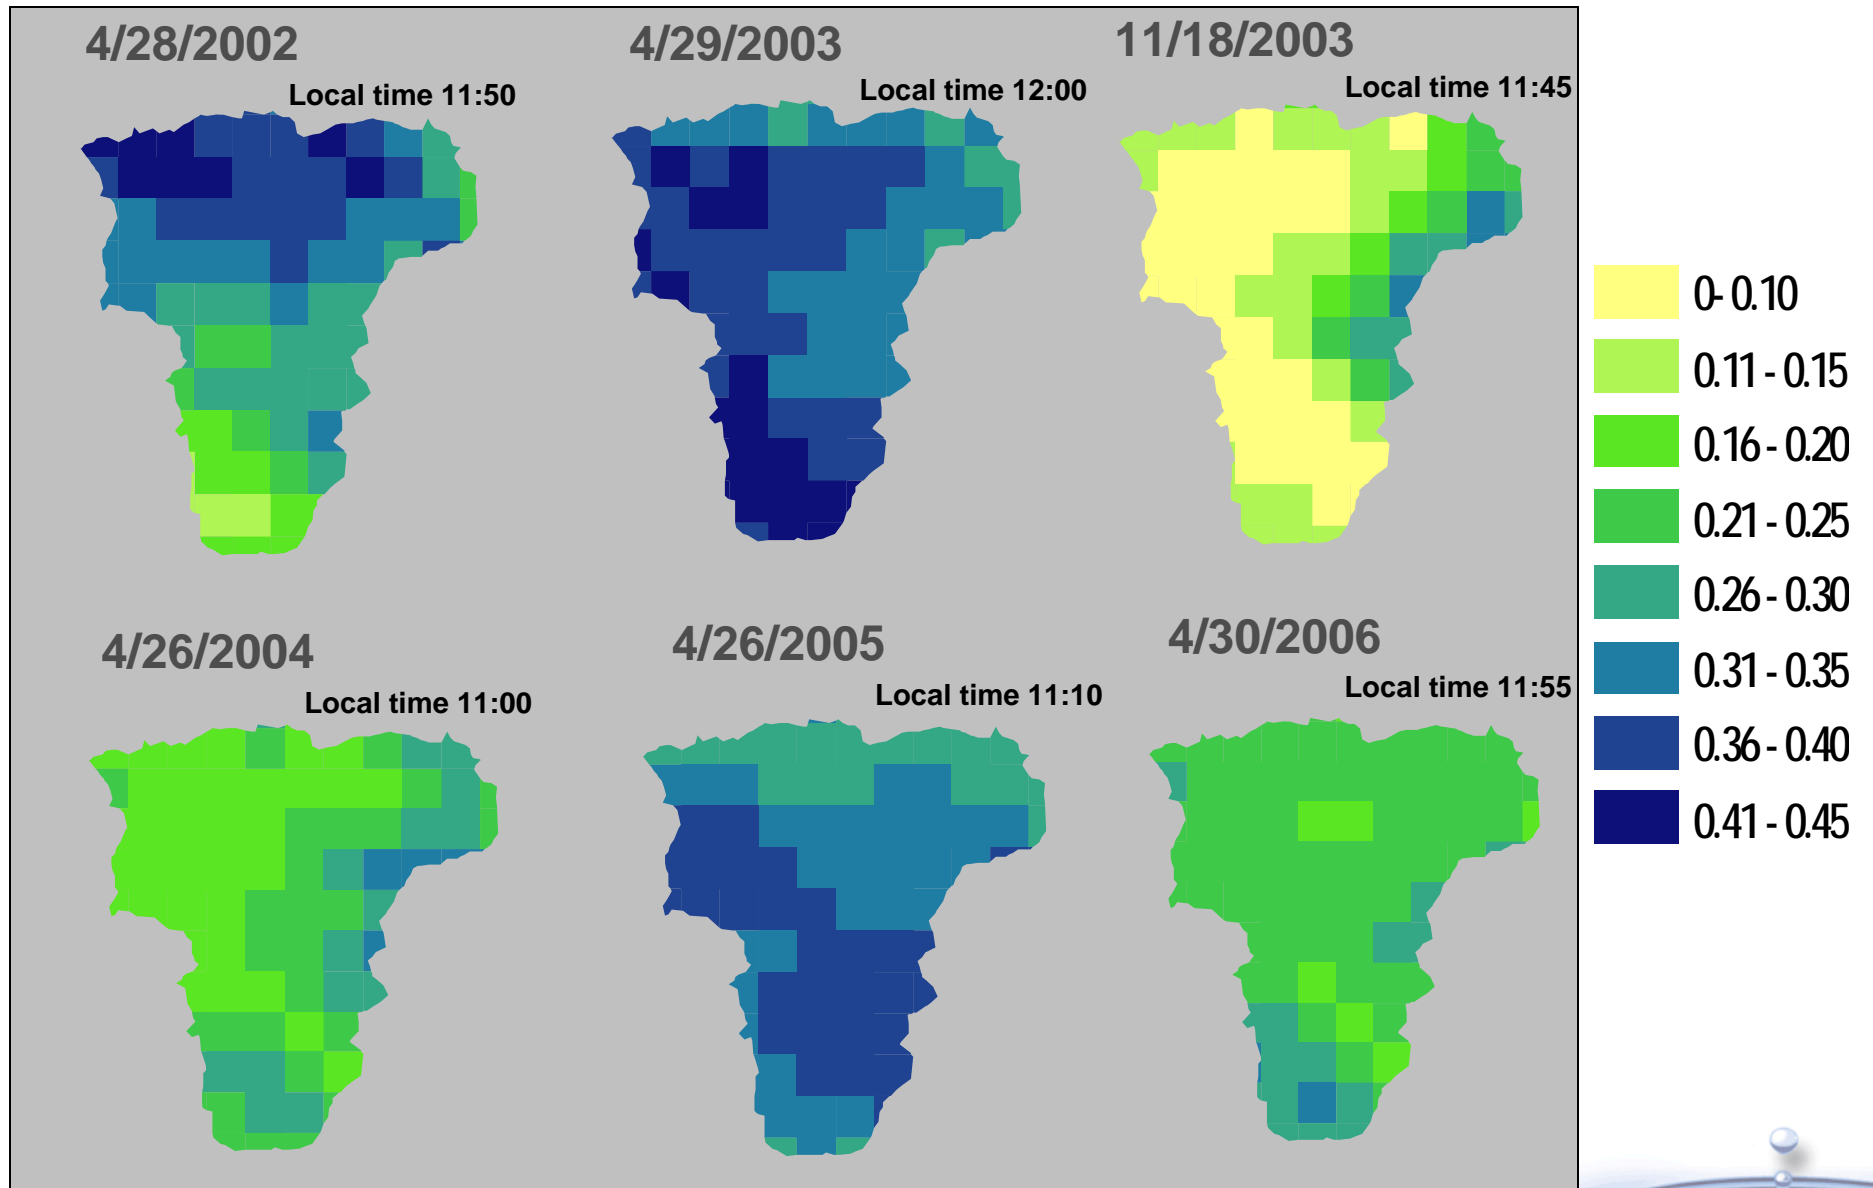 4/28/2002
Local time 11:50
4/29/2003
Local time 12:00
11/18/2003
Local time 11:45
4/26/2004
Local time 11:00
4/26/2005
Local time 11:10
4/30/2006
Local time 11:55
0- 0.10
0.11 - 0.15
0.16 - 0.20
0.21 - 0.25
0.26 - 0.30
0.31 - 0.35
0.36 - 0.40
0.41 - 0.45